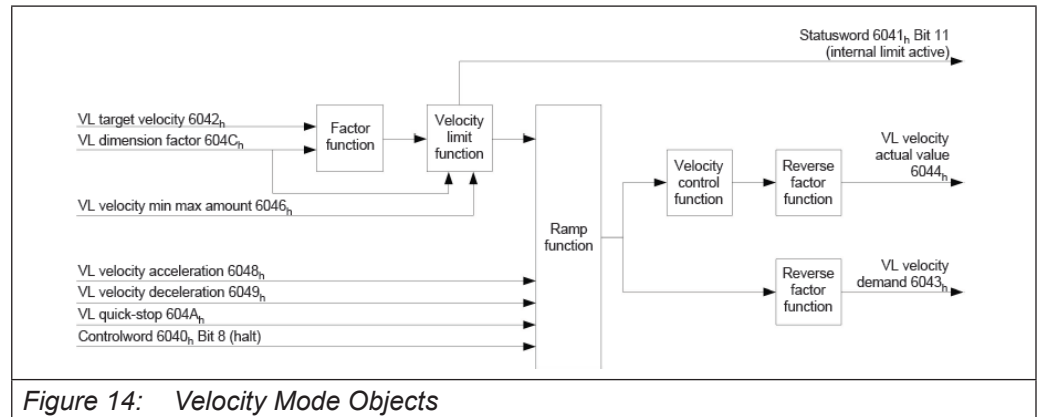 Statusword 6041h Bit 11
(internal limit active)
VL target velocity 6042h
VL dimension factor 604Ch
Factor
function
Velocity
limit
function
VL velocity min max amount 6046h
Velocity
control
function
Reverse
factor
function
VL velocity
actual value
6044h
Ramp
function
VL velocity acceleration 6048h
VL velocity deceleration 6049h
VL quick-stop 604Ah
Controlword 6040h Bit 8 (halt)
Reverse
factor
function
VL velocity
demand 6043h
Figure 14: Velocity Mode Objects